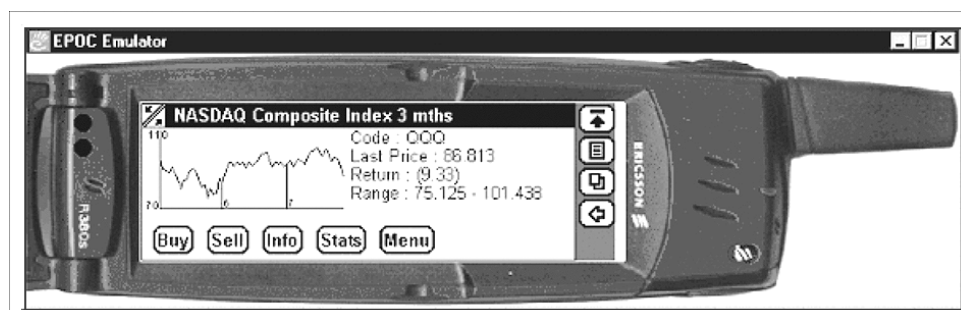 EPOC Emulator
NASDAQ Composite Index 3 mths
110
70
6
7
Code : QQQ
Last Price : 86.813
Return : (9.33)
Range : 75.125 - 101.438
Buy Sell Info Stats Menu
R380s
ERICSSON